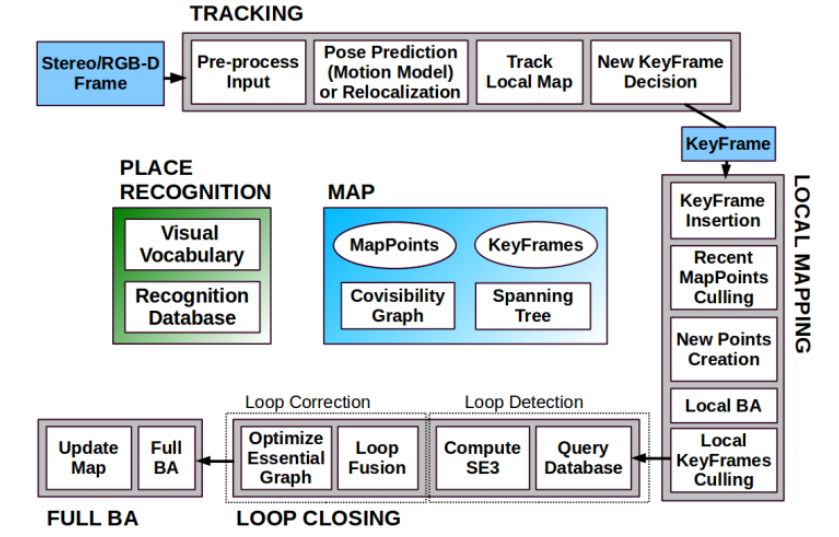 TRACKING
Stereo/RGB-D
Frame
Pre-process
Input
Pose Prediction
(Motion Model)
or Relocalization
Track
Local Map
New KeyFrame
Decision
KeyFrame
PLACE
RECOGNITION
Visual
Vocabulary
Recognition
Database
MAP
MapPoints
KeyFrames
Covisibility
Graph
Spanning
Tree
LOCAL MAPPING
KeyFrame
Insertion
Recent
MapPoints
Culling
New Points
Creation
Local BA
Local
KeyFrames
Culling
Loop Correction
Loop Detection
Update
Map
Full
BA
Optimize
Essential
Graph
Loop
Fusion
Compute
SE3
Query
Database
FULL BA
LOOP CLOSING